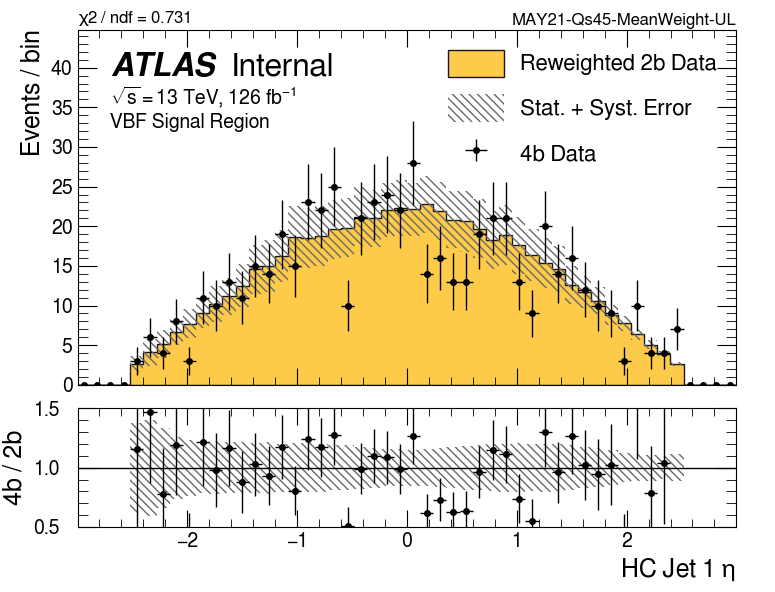 χ² / ndf = 0.731
MAY21-Qs45-MeanWeight-UL
ATLAS Internal
√s = 13 TeV, 126 fb⁻¹
VBF Signal Region
Reweighted 2b Data
Stat. + Syst. Error
4b Data
Events / bin
40
35
30
25
20
15
10
5
0
4b / 2b
1.5
1.0
0.5
−2
−1
0
1
2
HC Jet 1 η